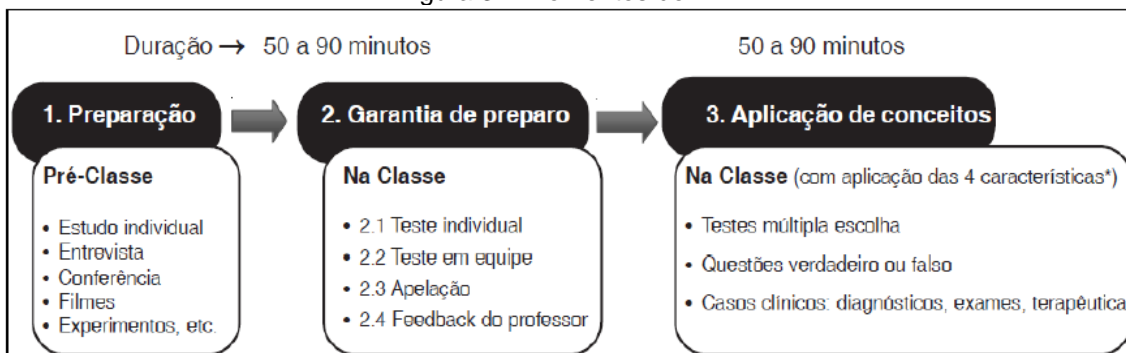 Duração → 50 a 90 minutos
50 a 90 minutos
1. Preparação
2. Garantia de preparo
3. Aplicação de conceitos
Pré-Classe
• Estudo individual
• Entrevista
• Conferência
• Filmes
• Experimentos, etc.
Na Classe
• 2.1 Teste individual
• 2.2 Teste em equipe
• 2.3 Apelação
• 2.4 Feedback do professor
Na Classe (com aplicação das 4 características*)
• Testes múltipla escolha
• Questões verdadeiro ou falso
• Casos clínicos: diagnósticos, exames, terapêutica